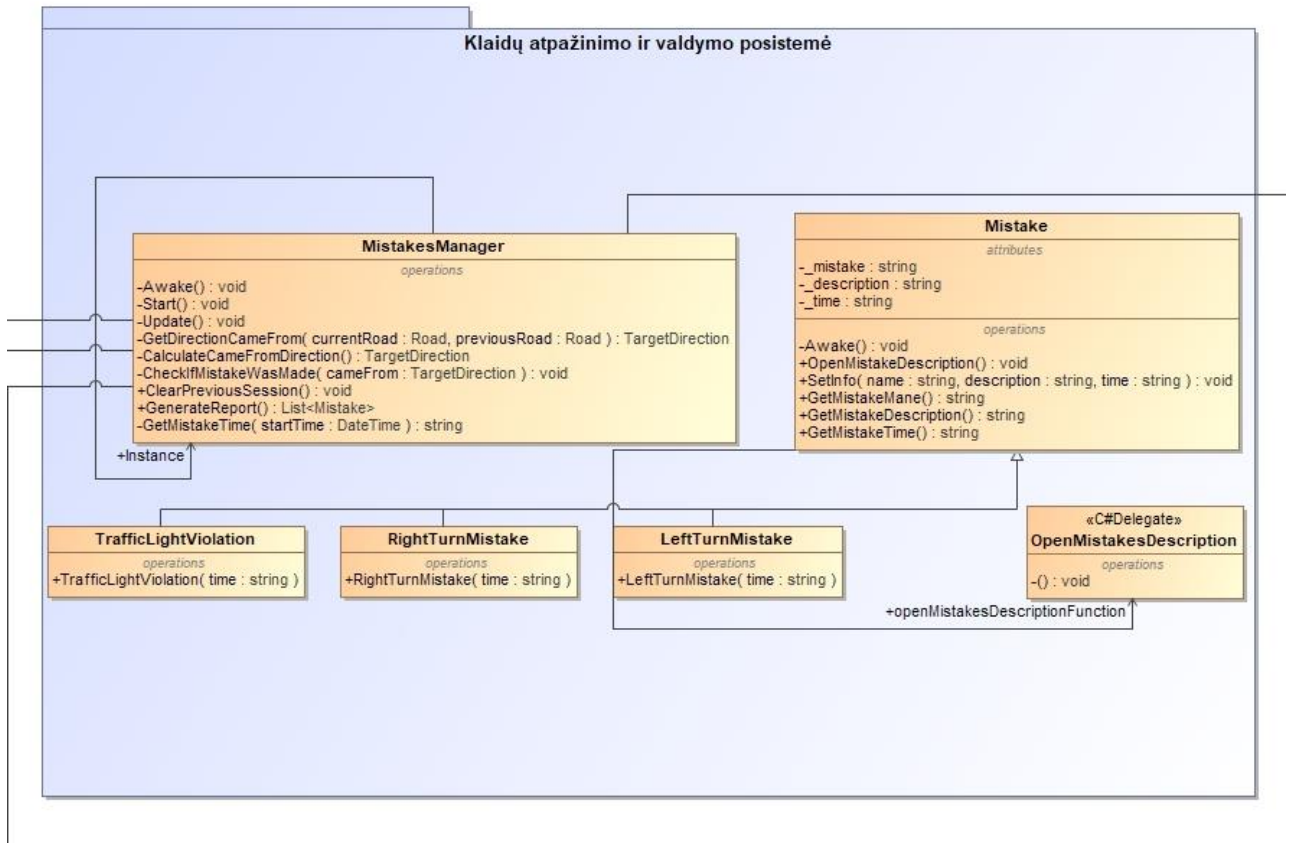 Klaidų atpažinimo ir valdymo posistemė
MistakesManager
operations
-Awake() : void
-Start() : void
-Update() : void
-GetDirectionCameFrom( currentRoad : Road, previousRoad : Road ) : TargetDirection
-CalculateCameFromDirection() : TargetDirection
-CheckIfMistakeWasMade( cameFrom : TargetDirection ) : void
+ClearPreviousSession() : void
+GenerateReport() : List<Mistake>
-GetMistakeTime( startTime : DateTime ) : string
+Instance
Mistake
attributes
-_mistake : string
-_description : string
-_time : string
operations
-Awake() : void
+OpenMistakeDescription() : void
+SetInfo( name : string, description : string, time : string ) : void
+GetMistakeMane() : string
+GetMistakeDescription() : string
+GetMistakeTime() : string
TrafficLightViolation
operations
+TrafficLightViolation( time : string )
RightTurnMistake
operations
+RightTurnMistake( time : string )
LeftTurnMistake
operations
+LeftTurnMistake( time : string )
«C#Delegate»
OpenMistakesDescription
operations
-() : void
+openMistakesDescriptionFunction